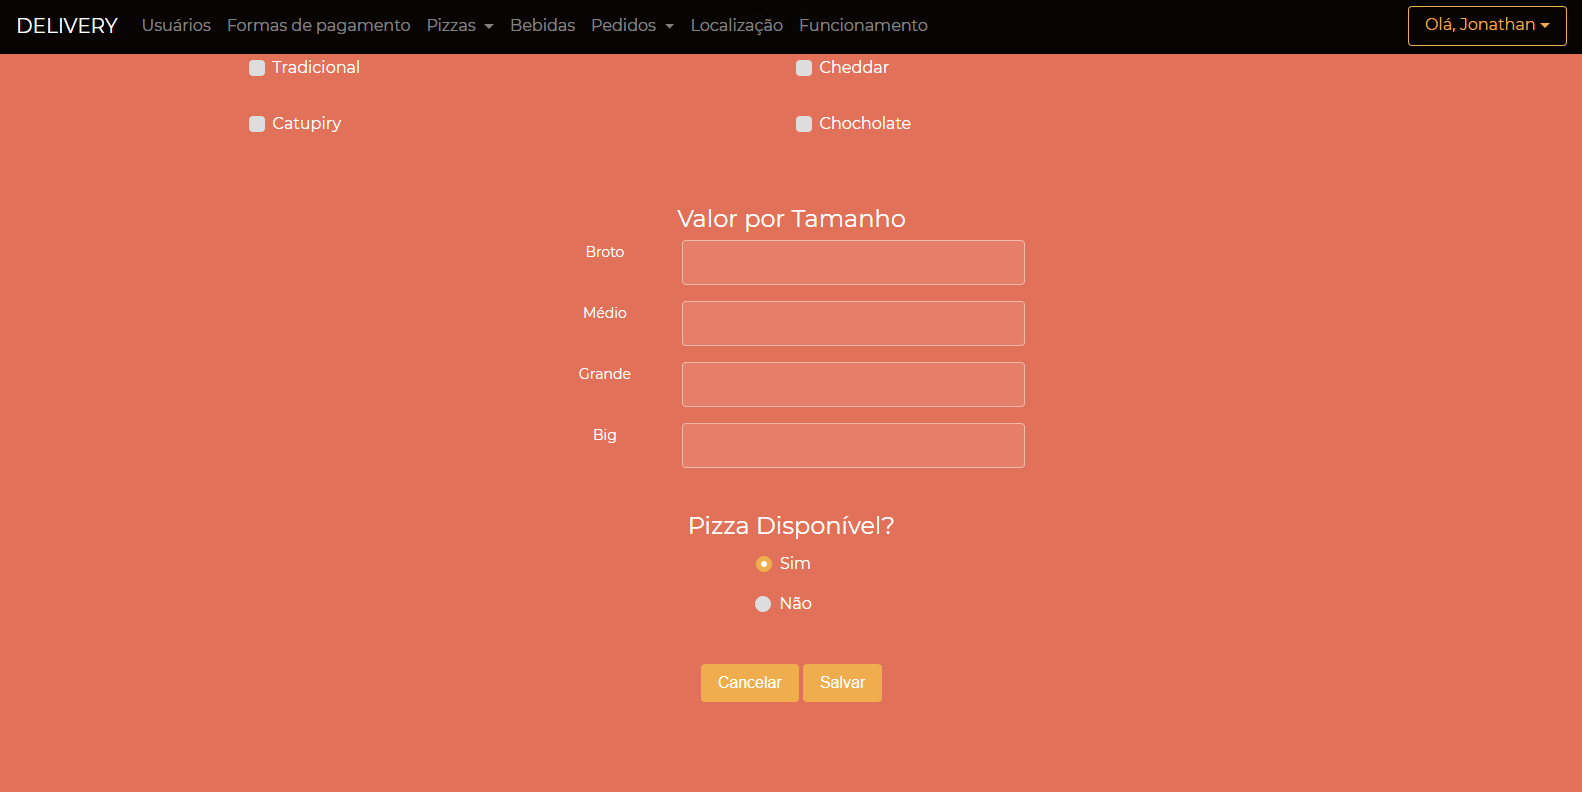 DELIVERY Usuários Formas de pagamento Pizzas Bebidas Pedidos Localização Funcionamento Olá, Jonathan
Tradicional Cheddar
Catupiry Chocholate
Valor por Tamanho
Broto
Médio
Grande
Big
Pizza Disponível?
Sim
Não
Cancelar Salvar